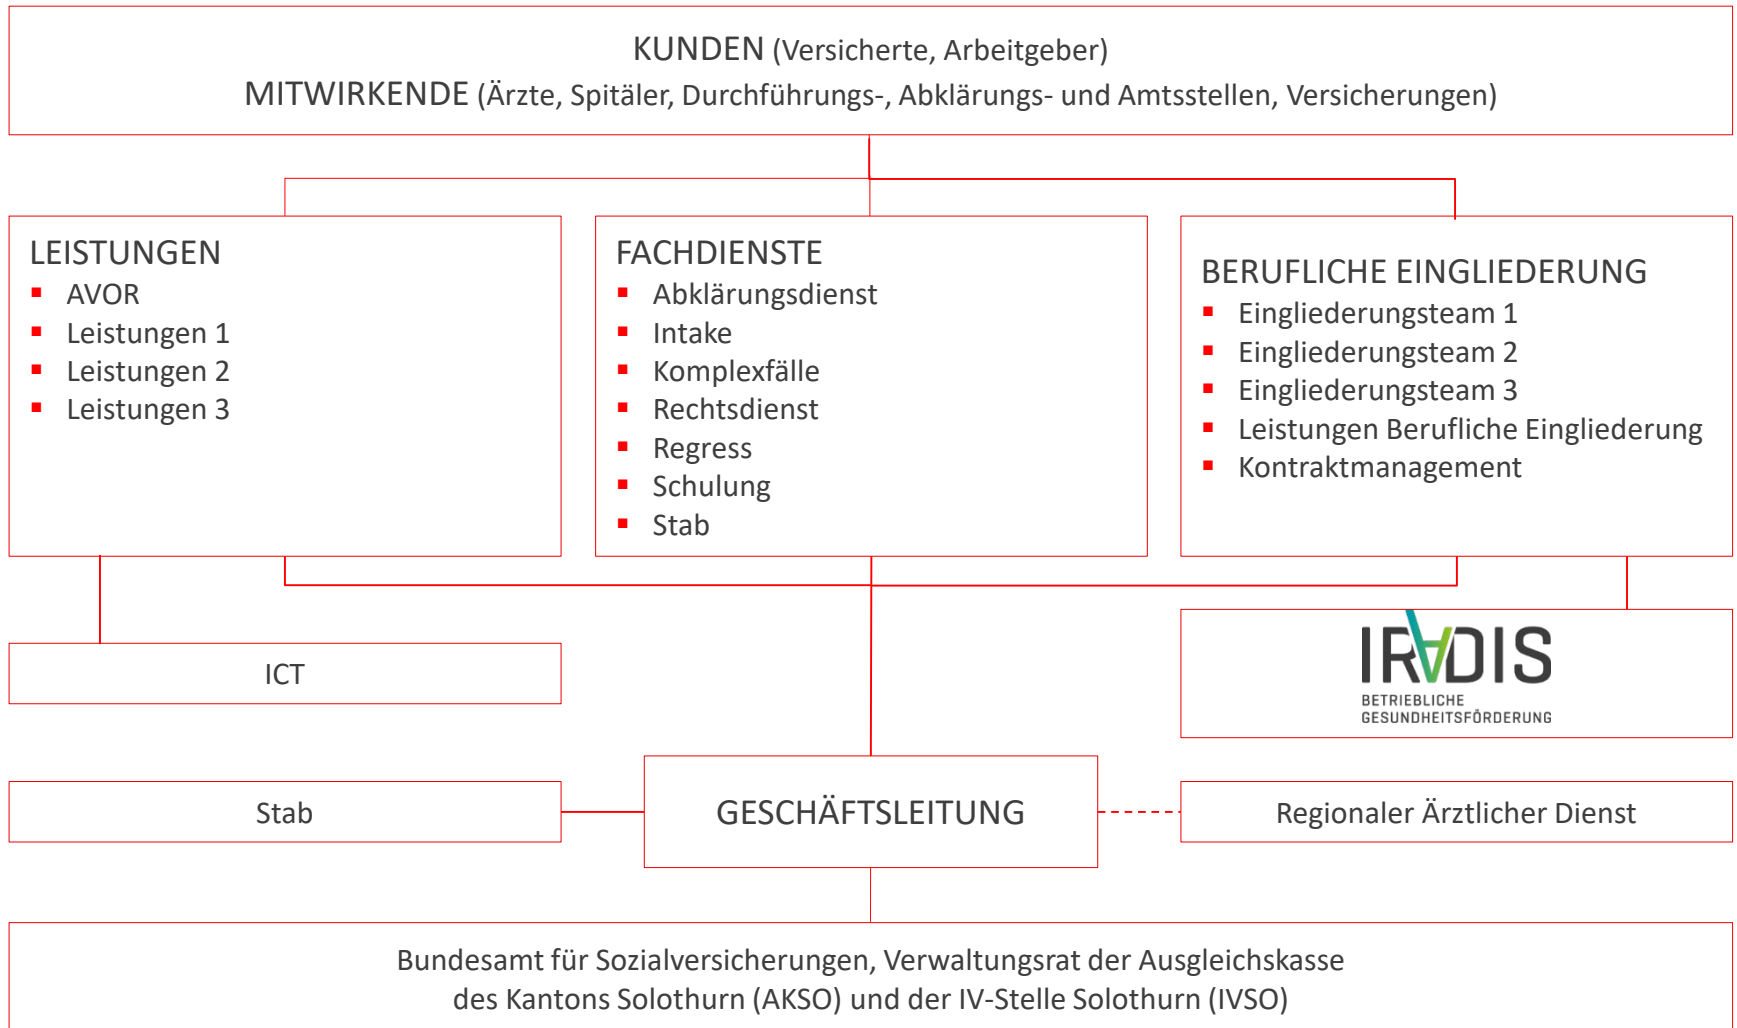 KUNDEN (Versicherte, Arbeitgeber)
MITWIRKENDE (Ärzte, Spitäler, Durchführungs-, Abklärungs- und Amtsstellen, Versicherungen)
LEISTUNGEN
AVOR
Leistungen 1
Leistungen 2
Leistungen 3
FACHDIENSTE
Abklärungsdienst
Intake
Komplexfälle
Rechtsdienst
Regress
Schulung
Stab
BERUFLICHE EINGLIEDERUNG
Eingliederungsteam 1
Eingliederungsteam 2
Eingliederungsteam 3
Leistungen Berufliche Eingliederung
Kontraktmanagement
ICT
IRADIS
BETRIEBLICHE
GESUNDHEITSFÖRDERUNG
Stab
GESCHÄFTSLEITUNG
Regionaler Ärztlicher Dienst
Bundesamt für Sozialversicherungen, Verwaltungsrat der Ausgleichskasse
des Kantons Solothurn (AKSO) und der IV-Stelle Solothurn (IVSO)